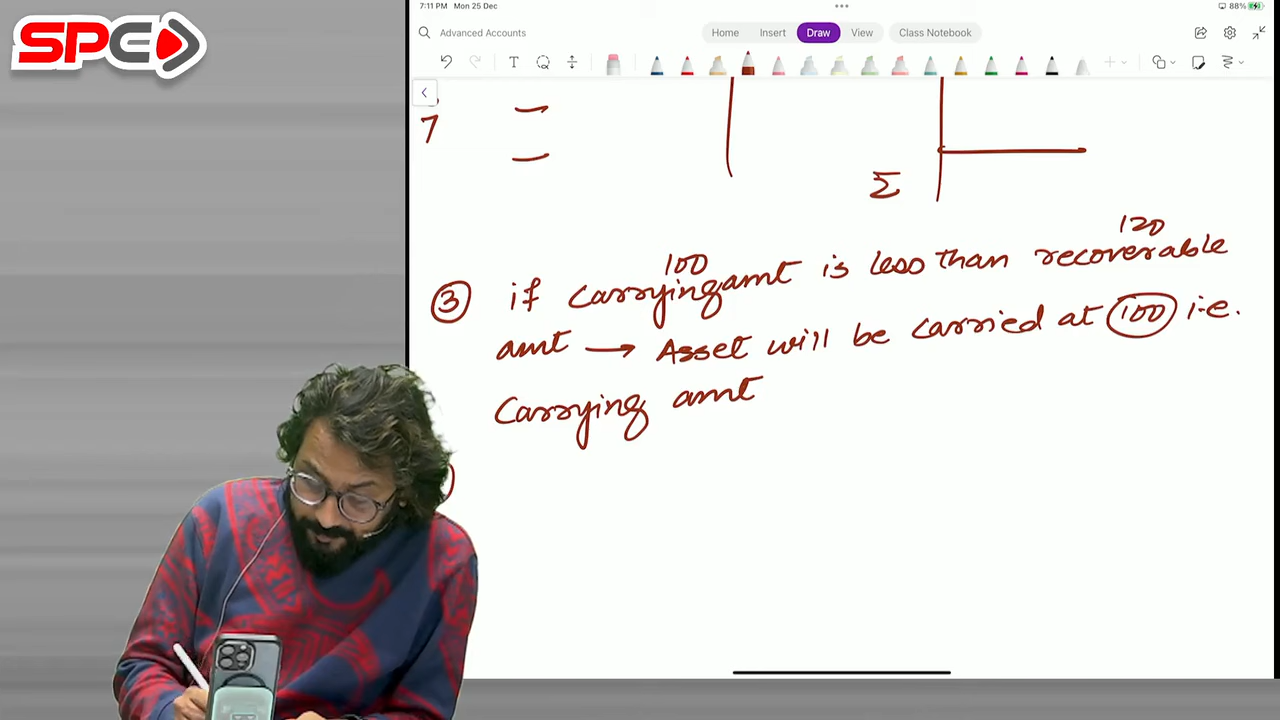 SPE
7:11 PM Mon 25 Dec
88%
Advanced Accounts
Home Insert Draw View Class Notebook
7
Σ
100 120
③ if Carrying amt is less than recoverable
amt → Asset will be carried at 100 i.e.
Carrying amt